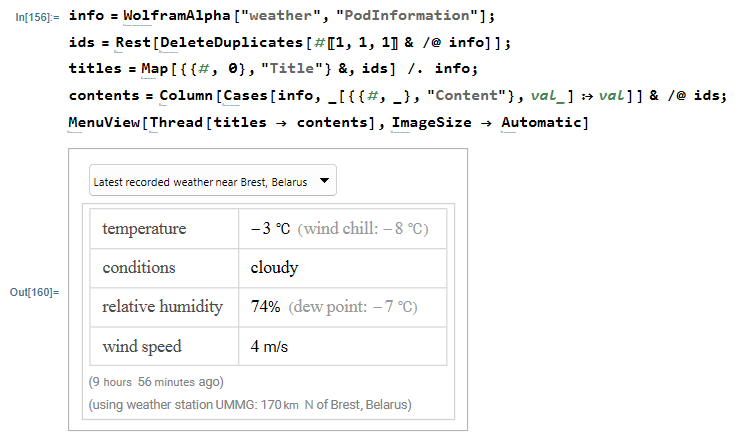 In[156]:= info = WolframAlpha["weather", "PodInformation"];
ids = Rest[DeleteDuplicates[#〚1, 1, 1〛 & /@ info]];
titles = Map[{{#, 0}, "Title"} &, ids] /. info;
contents = Column[Cases[info, _[{{#, _}, "Content"}, val_] :> val]] & /@ ids;
MenuView[Thread[titles → contents], ImageSize → Automatic]
Latest recorded weather near Brest, Belarus
temperature −3 °C (wind chill: −8 °C)
conditions cloudy
Out[160]=
relative humidity 74% (dew point: −7 °C)
wind speed 4 m/s
(9 hours 56 minutes ago)
(using weather station UMMG: 170 km N of Brest, Belarus)